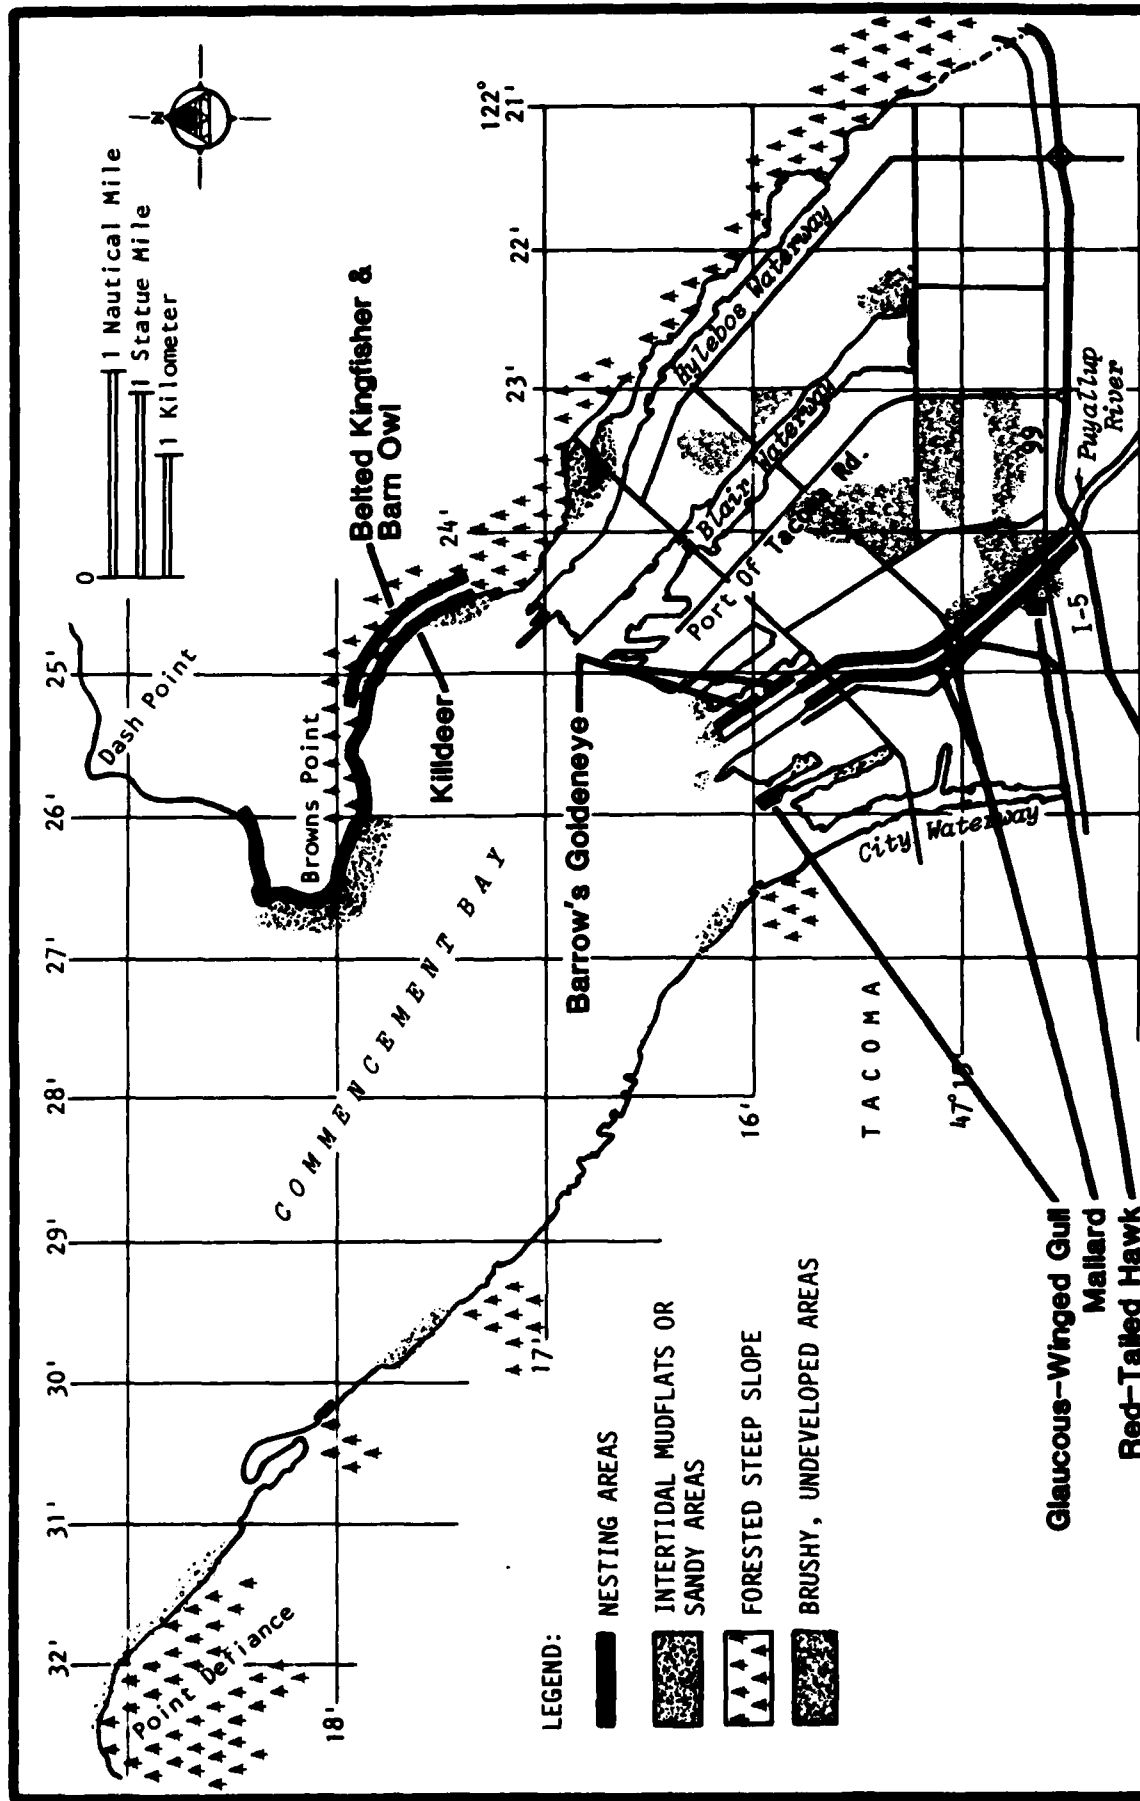 0
1 Nautical Mile
1 Statue Mile
1 Kilometer
N
32'
31'
30'
29'
28'
27'
26'
25'
24'
23'
22'
122°
21'
18'
17'
16'
47°15'
Dash Point
Browns Point
Point Defiance
COMMENCEMENT BAY
TACOMA
Belted Kingfisher &
Barn Owl
Killdeer
Barrow's Goldeneye
Hylebos Waterway
Blair Waterway
Port Of Tacoma Rd.
City Waterway
Puyallup
River
99
I-5
Glaucous-Winged Gull
Mallard
Red-Tailed Hawk
LEGEND:
NESTING AREAS
INTERTIDAL MUDFLATS OR
SANDY AREAS
FORESTED STEEP SLOPE
BRUSHY, UNDEVELOPED AREAS